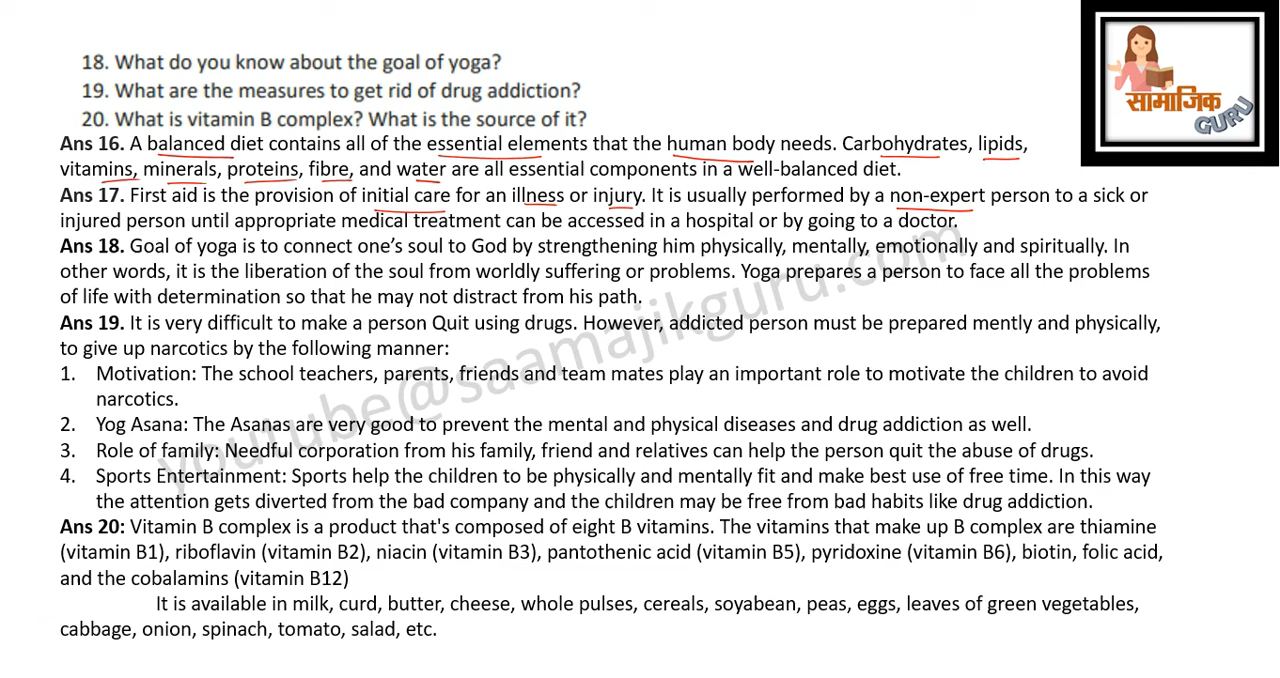 18. What do you know about the goal of yoga?
19. What are the measures to get rid of drug addiction?
20. What is vitamin B complex? What is the source of it?
सामाजिक
GURU
Ans 16. A balanced diet contains all of the essential elements that the human body needs. Carbohydrates, lipids,
vitamins, minerals, proteins, fibre, and water are all essential components in a well-balanced diet.
Ans 17. First aid is the provision of initial care for an illness or injury. It is usually performed by a non-expert person to a sick or
injured person until appropriate medical treatment can be accessed in a hospital or by going to a doctor.
Ans 18. Goal of yoga is to connect one’s soul to God by strengthening him physically, mentally, emotionally and spiritually. In
other words, it is the liberation of the soul from worldly suffering or problems. Yoga prepares a person to face all the problems
of life with determination so that he may not distract from his path.
Ans 19. It is very difficult to make a person Quit using drugs. However, addicted person must be prepared mently and physically,
to give up narcotics by the following manner:
1. Motivation: The school teachers, parents, friends and team mates play an important role to motivate the children to avoid
narcotics.
2. Yog Asana: The Asanas are very good to prevent the mental and physical diseases and drug addiction as well.
3. Role of family: Needful corporation from his family, friend and relatives can help the person quit the abuse of drugs.
4. Sports Entertainment: Sports help the children to be physically and mentally fit and make best use of free time. In this way
the attention gets diverted from the bad company and the children may be free from bad habits like drug addiction.
Ans 20: Vitamin B complex is a product that's composed of eight B vitamins. The vitamins that make up B complex are thiamine
(vitamin B1), riboflavin (vitamin B2), niacin (vitamin B3), pantothenic acid (vitamin B5), pyridoxine (vitamin B6), biotin, folic acid,
and the cobalamins (vitamin B12)
It is available in milk, curd, butter, cheese, whole pulses, cereals, soyabean, peas, eggs, leaves of green vegetables,
cabbage, onion, spinach, tomato, salad, etc.
youtube@saamajikguru.com